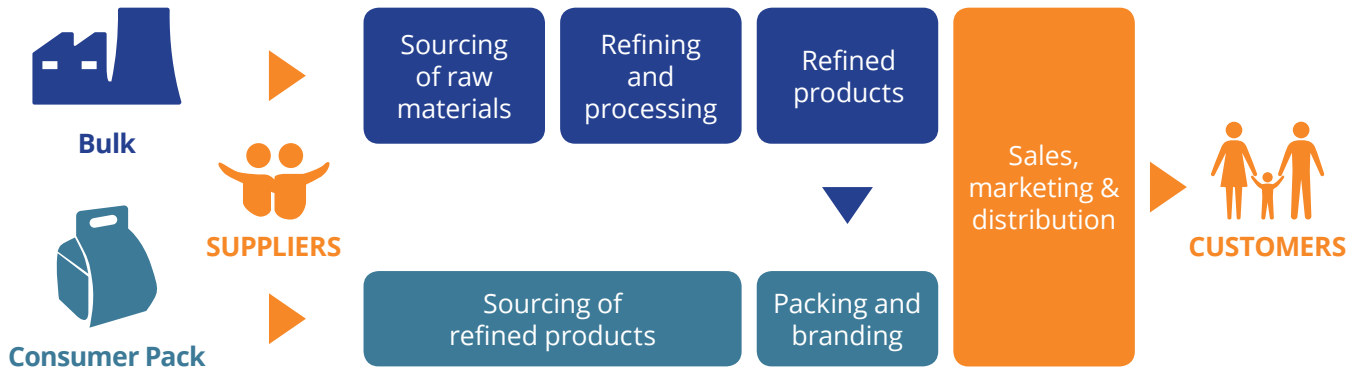 Bulk
SUPPLIERS
Consumer Pack
Sourcing
of raw
materials
Refining
and
processing
Refined
products
Sourcing of
refined products
Packing and
branding
Sales,
marketing &
distribution
CUSTOMERS